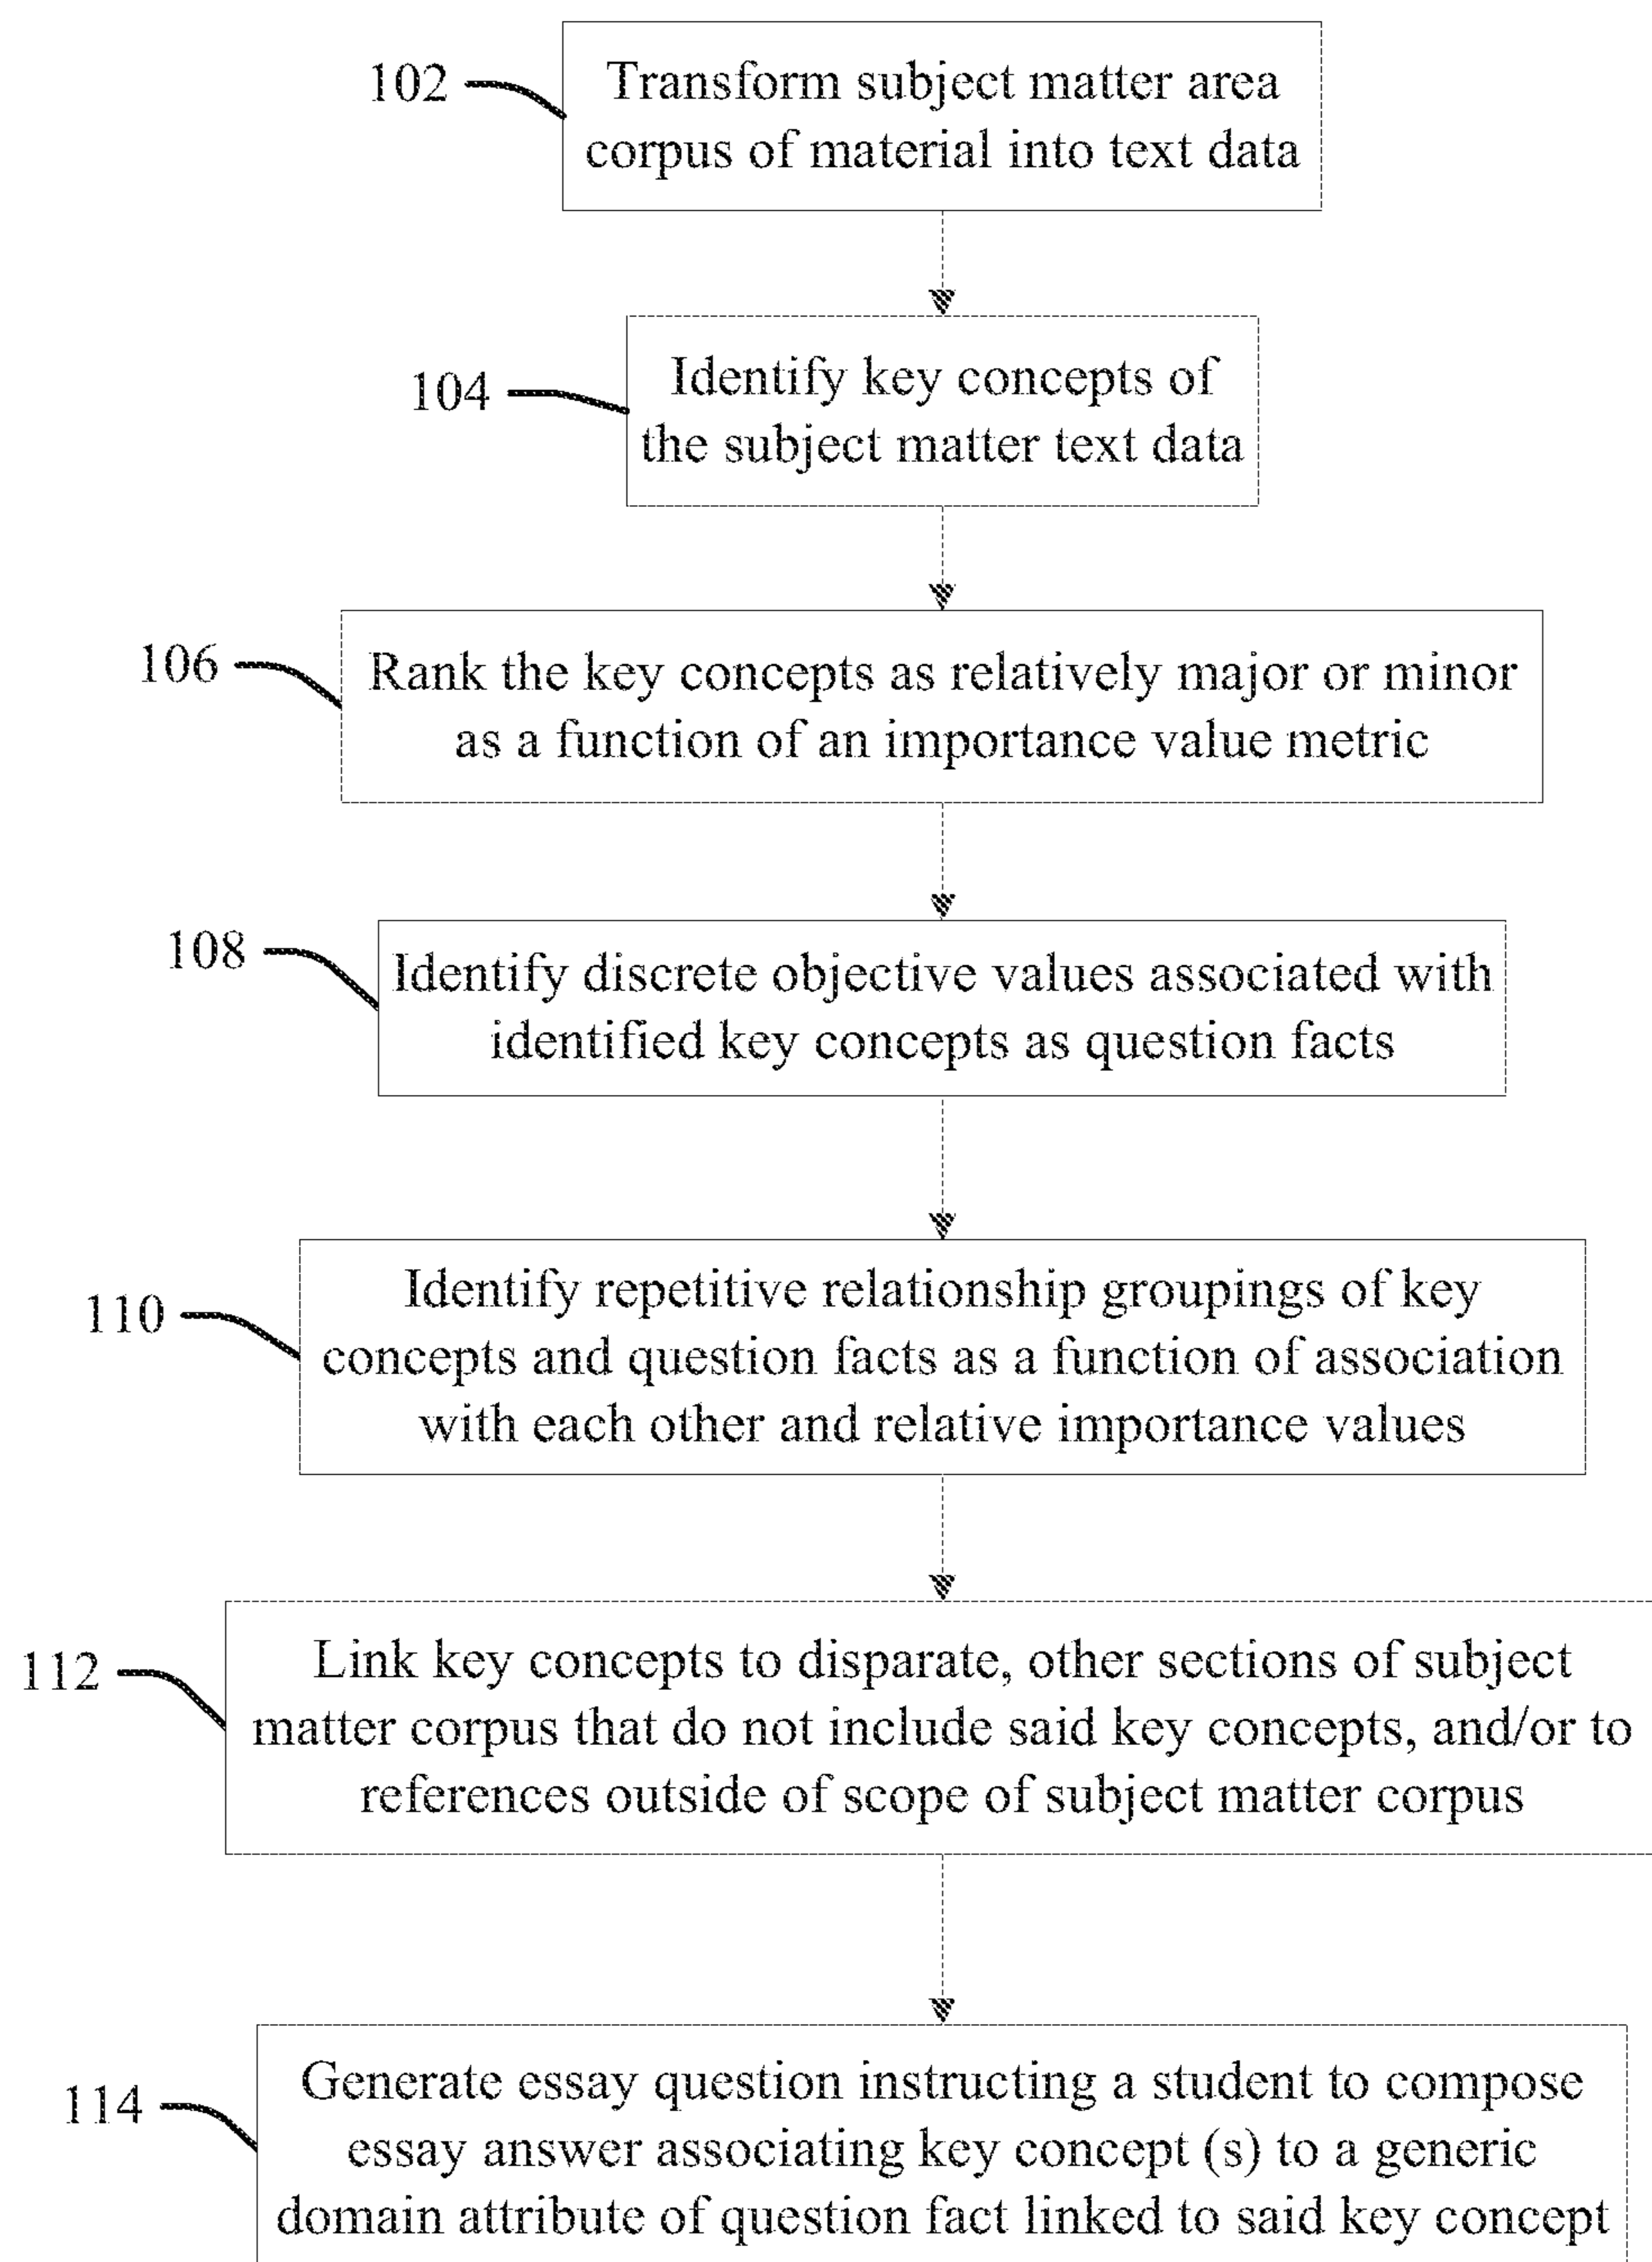 102
Transform subject matter area
corpus of material into text data
104
Identify key concepts of
the subject matter text data
106
Rank the key concepts as relatively major or minor
as a function of an importance value metric
108
Identify discrete objective values associated with
identified key concepts as question facts
110
Identify repetitive relationship groupings of key
concepts and question facts as a function of association
with each other and relative importance values
112
Link key concepts to disparate, other sections of subject
matter corpus that do not include said key concepts, and/or to
references outside of scope of subject matter corpus
114
Generate essay question instructing a student to compose
essay answer associating key concept (s) to a generic
domain attribute of question fact linked to said key concept